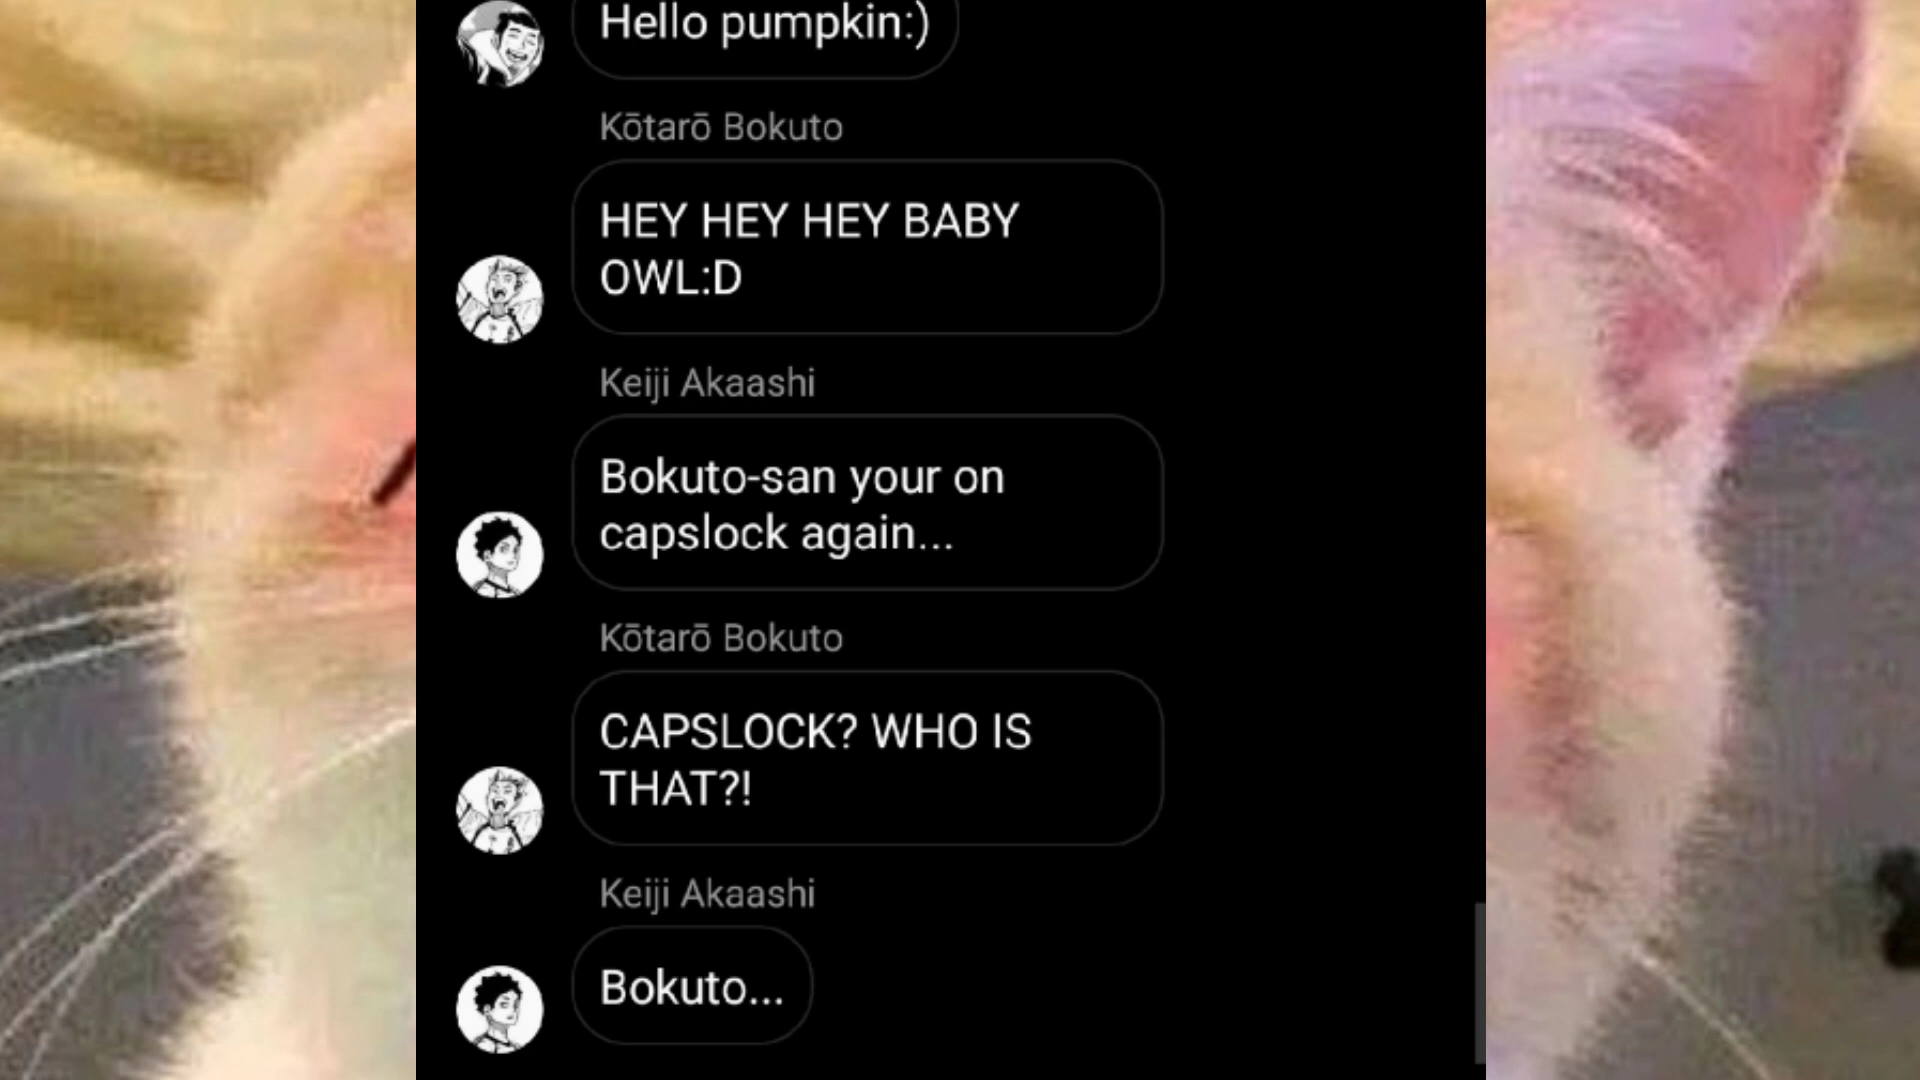 Hello pumpkin:)
Kōtarō Bokuto
HEY HEY HEY BABY
OWL:D
Keiji Akaashi
Bokuto-san your on
capslock again...
Kōtarō Bokuto
CAPSLOCK? WHO IS
THAT?!
Keiji Akaashi
Bokuto...